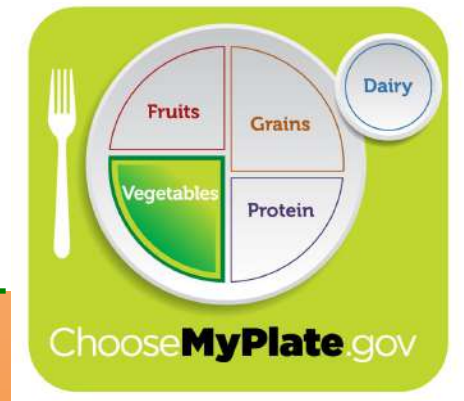 Fruits
Grains
Dairy
Vegetables
Protein
ChooseMyPlate.gov